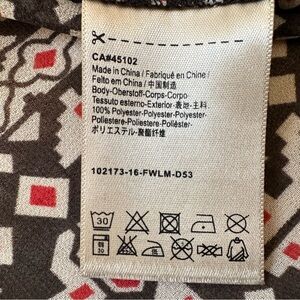 CA#45102
Made in China / Fabriqué en Chine /
Feito em China / 中国制造
Body-Oberstoff-Corps-Corpo
Tessuto esterno-Exterior-表地-主料
100% Polyester-Polyester-Polyester-
Poliestere-Poliestere-Poliéster-
ポリエステル-聚酯纤维
102173-16-FWLM-D53
30